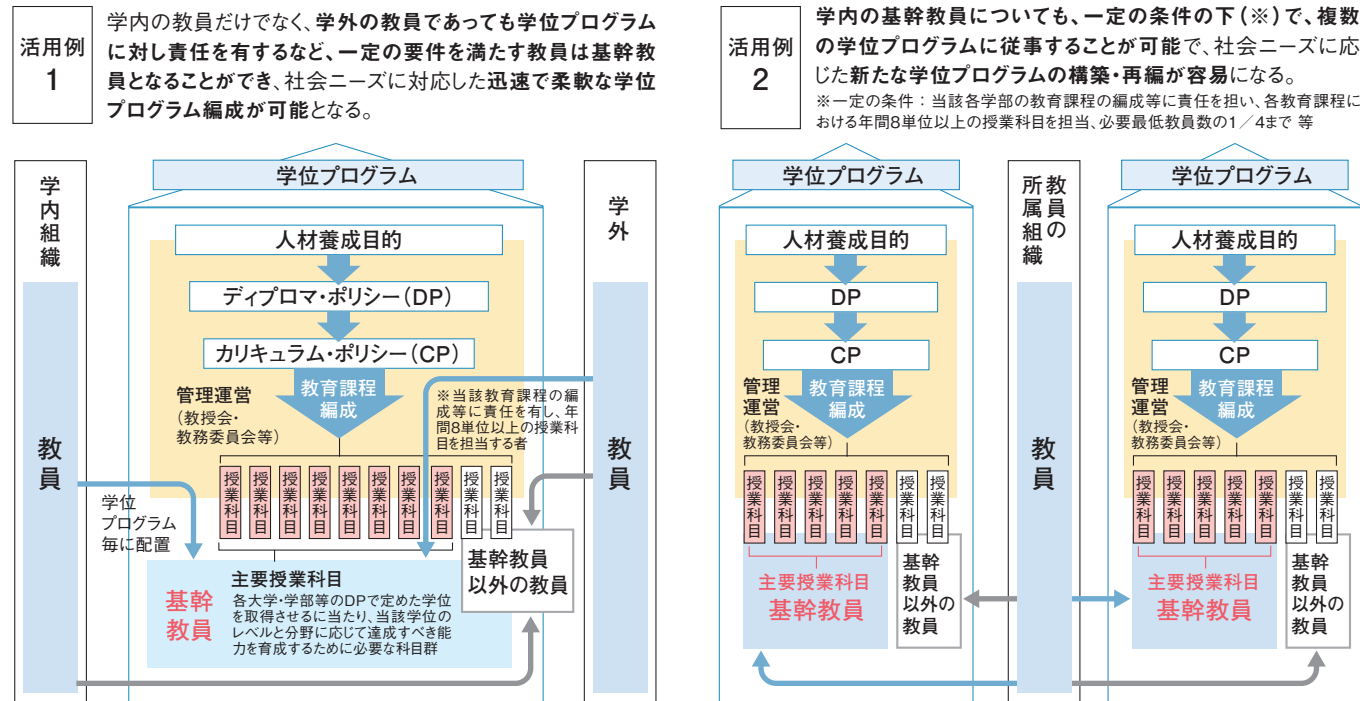 活用例
1
学内の教員だけでなく、学外の教員であっても学位プログラム
に対し責任を有するなど、一定の要件を満たす教員は基幹教
員となることができ、社会ニーズに対応した迅速で柔軟な学位
プログラム編成が可能となる。
学内組織
教員
学位プログラム
人材養成目的
ディプロマ・ポリシー（DP）
カリキュラム・ポリシー（CP）
教育課程
編成
管理運営
（教授会・
教務委員会等）
※当該教育課程の編
成等に責任を有し、年
間8単位以上の授業科
目を担当する者
授業科目
授業科目
授業科目
授業科目
授業科目
授業科目
授業科目
授業科目
授業科目
授業科目
学位
プログラム
毎に配置
基幹
教員
主要授業科目
各大学・学部等のDPで定めた学位
を取得させるに当たり、当該学位の
レベルと分野に応じて達成すべき能
力を育成するために必要な科目群
基幹教員
以外の教員
学外
教員
活用例
2
学内の基幹教員についても、一定の条件の下（※）で、複数
の学位プログラムに従事することが可能で、社会ニーズに応
じた新たな学位プログラムの構築・再編が容易になる。
※一定の条件：当該各学部の教育課程の編成等に責任を担い、各教育課程に
おける年間8単位以上の授業科目を担当、必要最低教員数の1／4まで 等
学位プログラム
人材養成目的
DP
CP
教育課程
編成
管理
運営
（教授会・
教務委員会等）
授業科目
授業科目
授業科目
授業科目
授業科目
授業科目
授業科目
主要授業科目
基幹教員
基幹
教員
以外の
教員
教員の
所属組織
教員
学位プログラム
人材養成目的
DP
CP
教育課程
編成
管理
運営
（教授会・
教務委員会等）
授業科目
授業科目
授業科目
授業科目
授業科目
授業科目
授業科目
主要授業科目
基幹教員
基幹
教員
以外の
教員